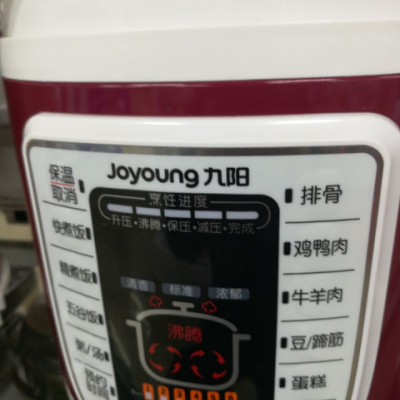 Joyoung 九阳
保温
取消
快煮饭
精煮饭
五谷饭
烹饪进度
升压·沸腾·保压·减压·完成
清香 标准 浓郁
沸腾
排骨
鸡鸭肉
牛羊肉
豆/蹄筋
蛋糕